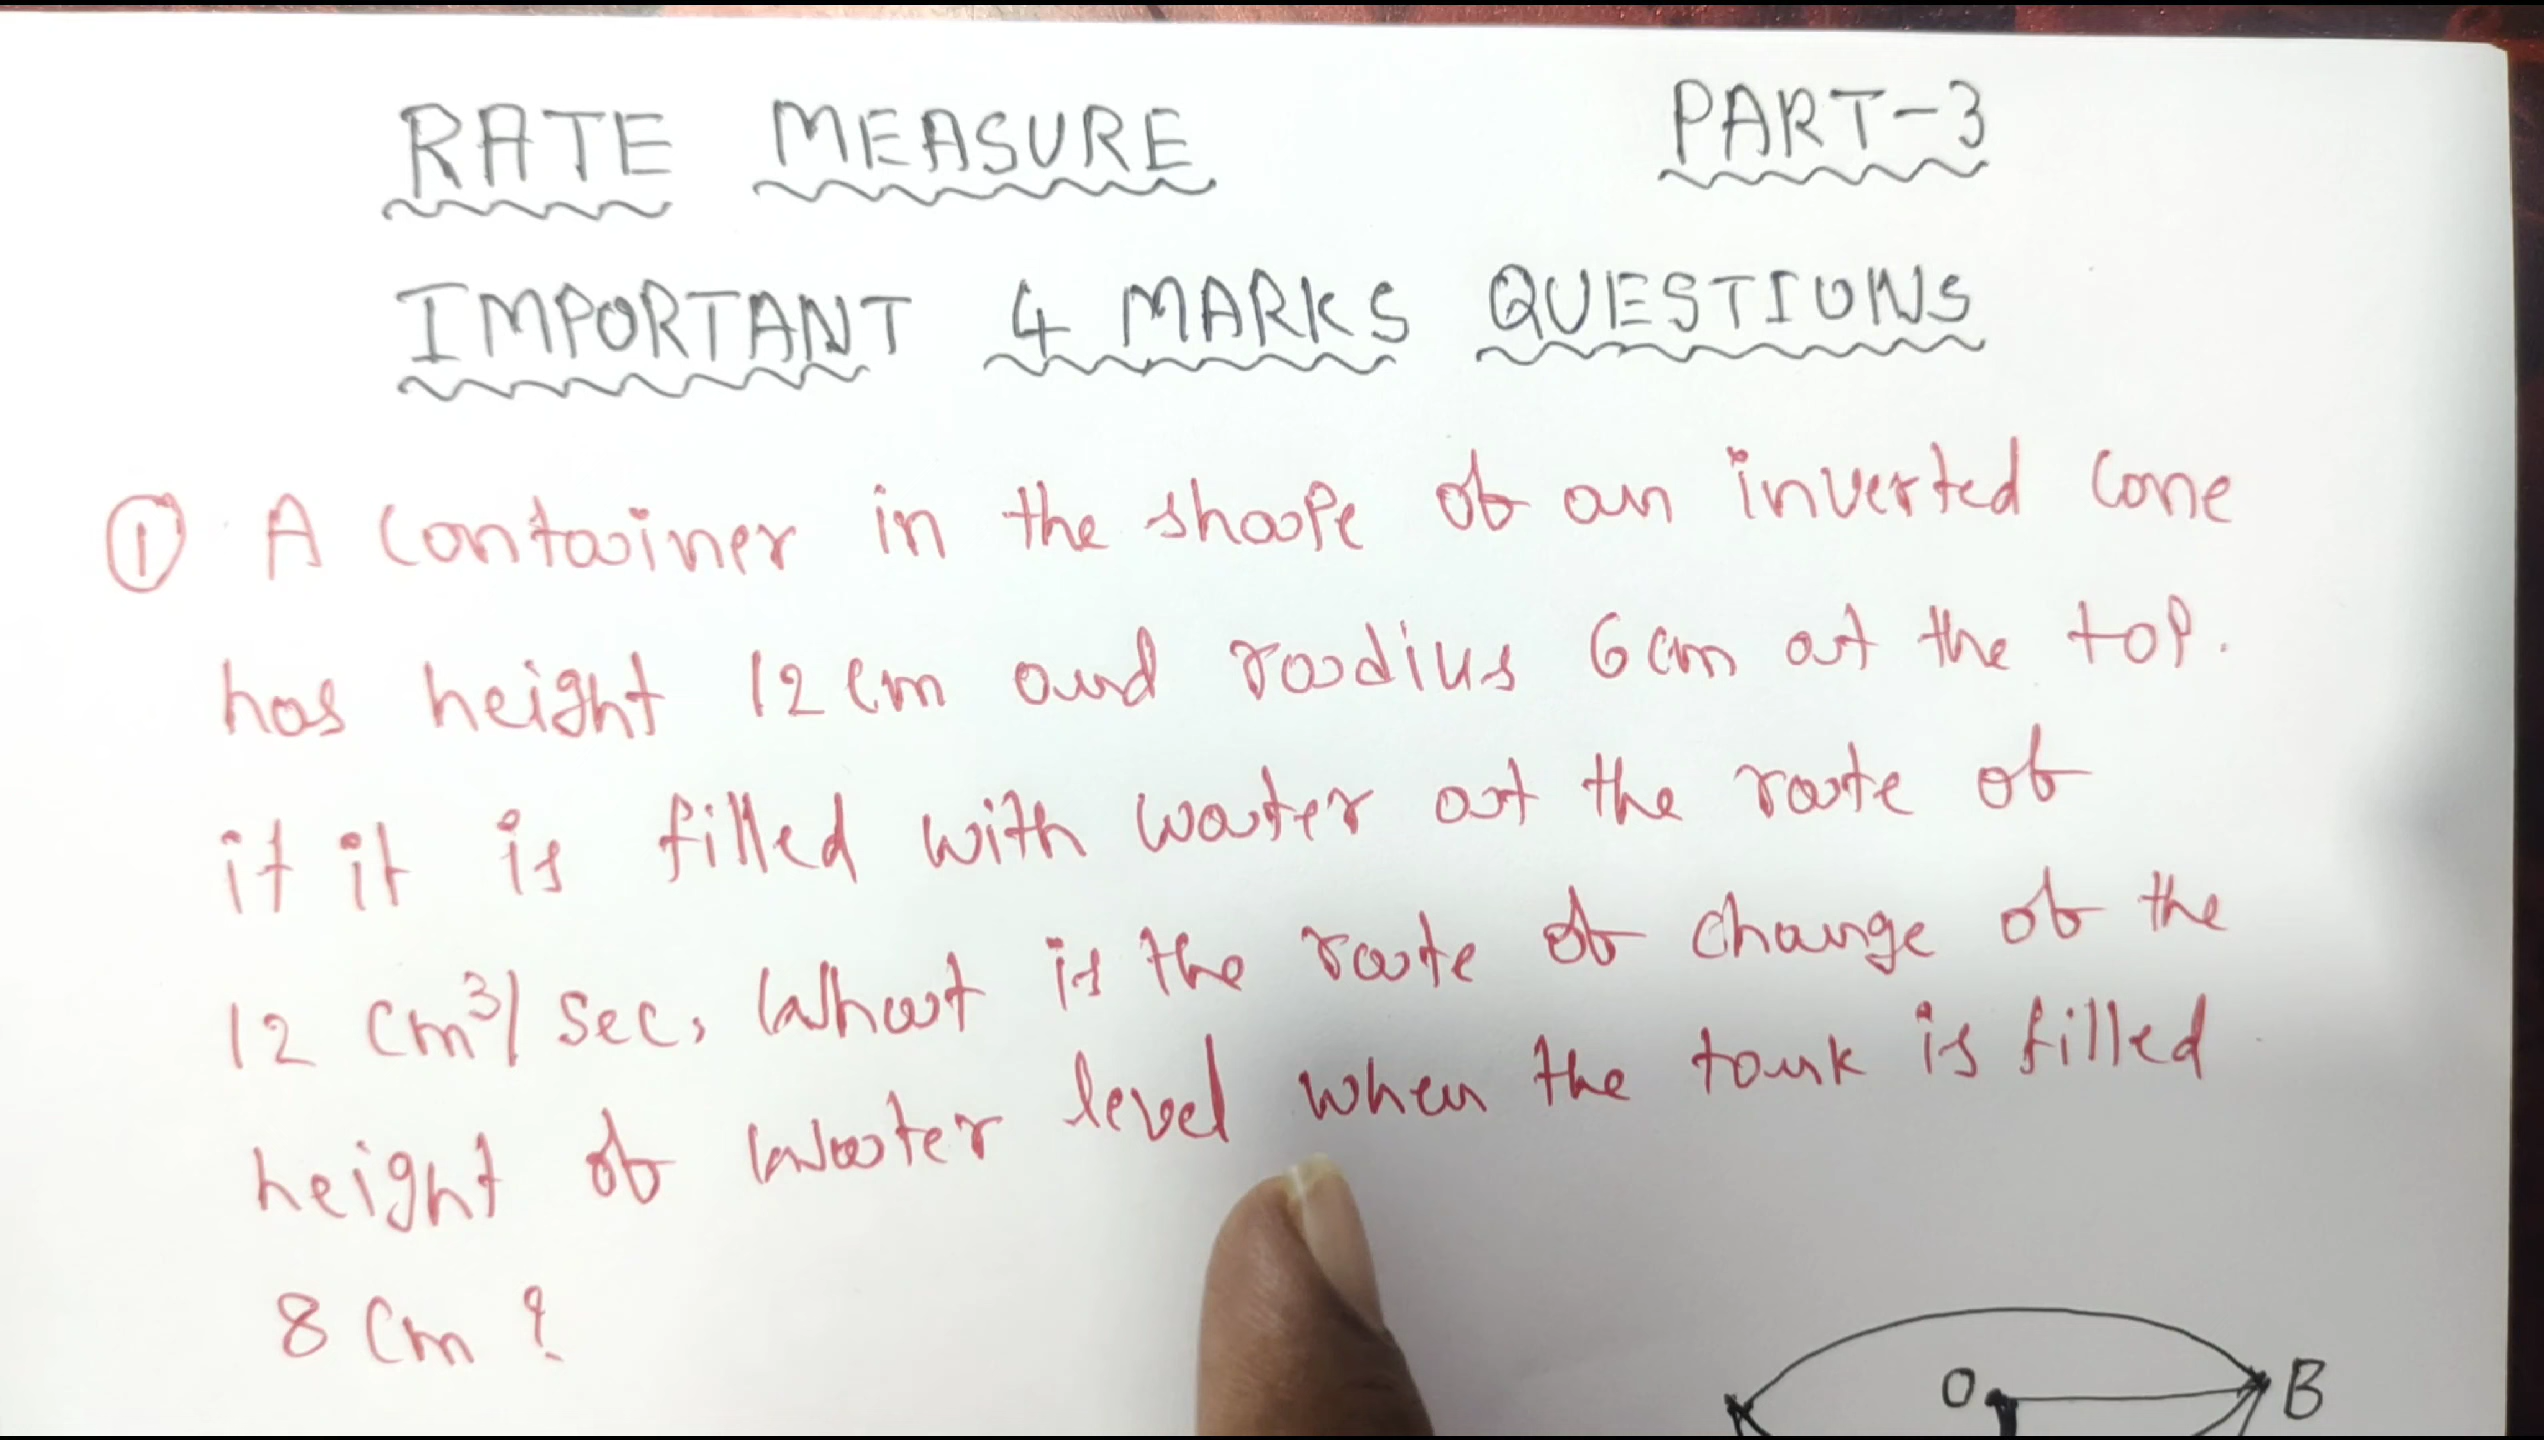 RATE MEASURE PART-3
IMPORTANT 4 MARKS QUESTIONS
① A container in the shape of an inverted cone
has height 12 cm and radius 6 cm at the top.
if it is filled with water at the rate of
12 cm³/sec, What is the rate of change of the
height of water level when the tank is filled
8 cm ?
O B